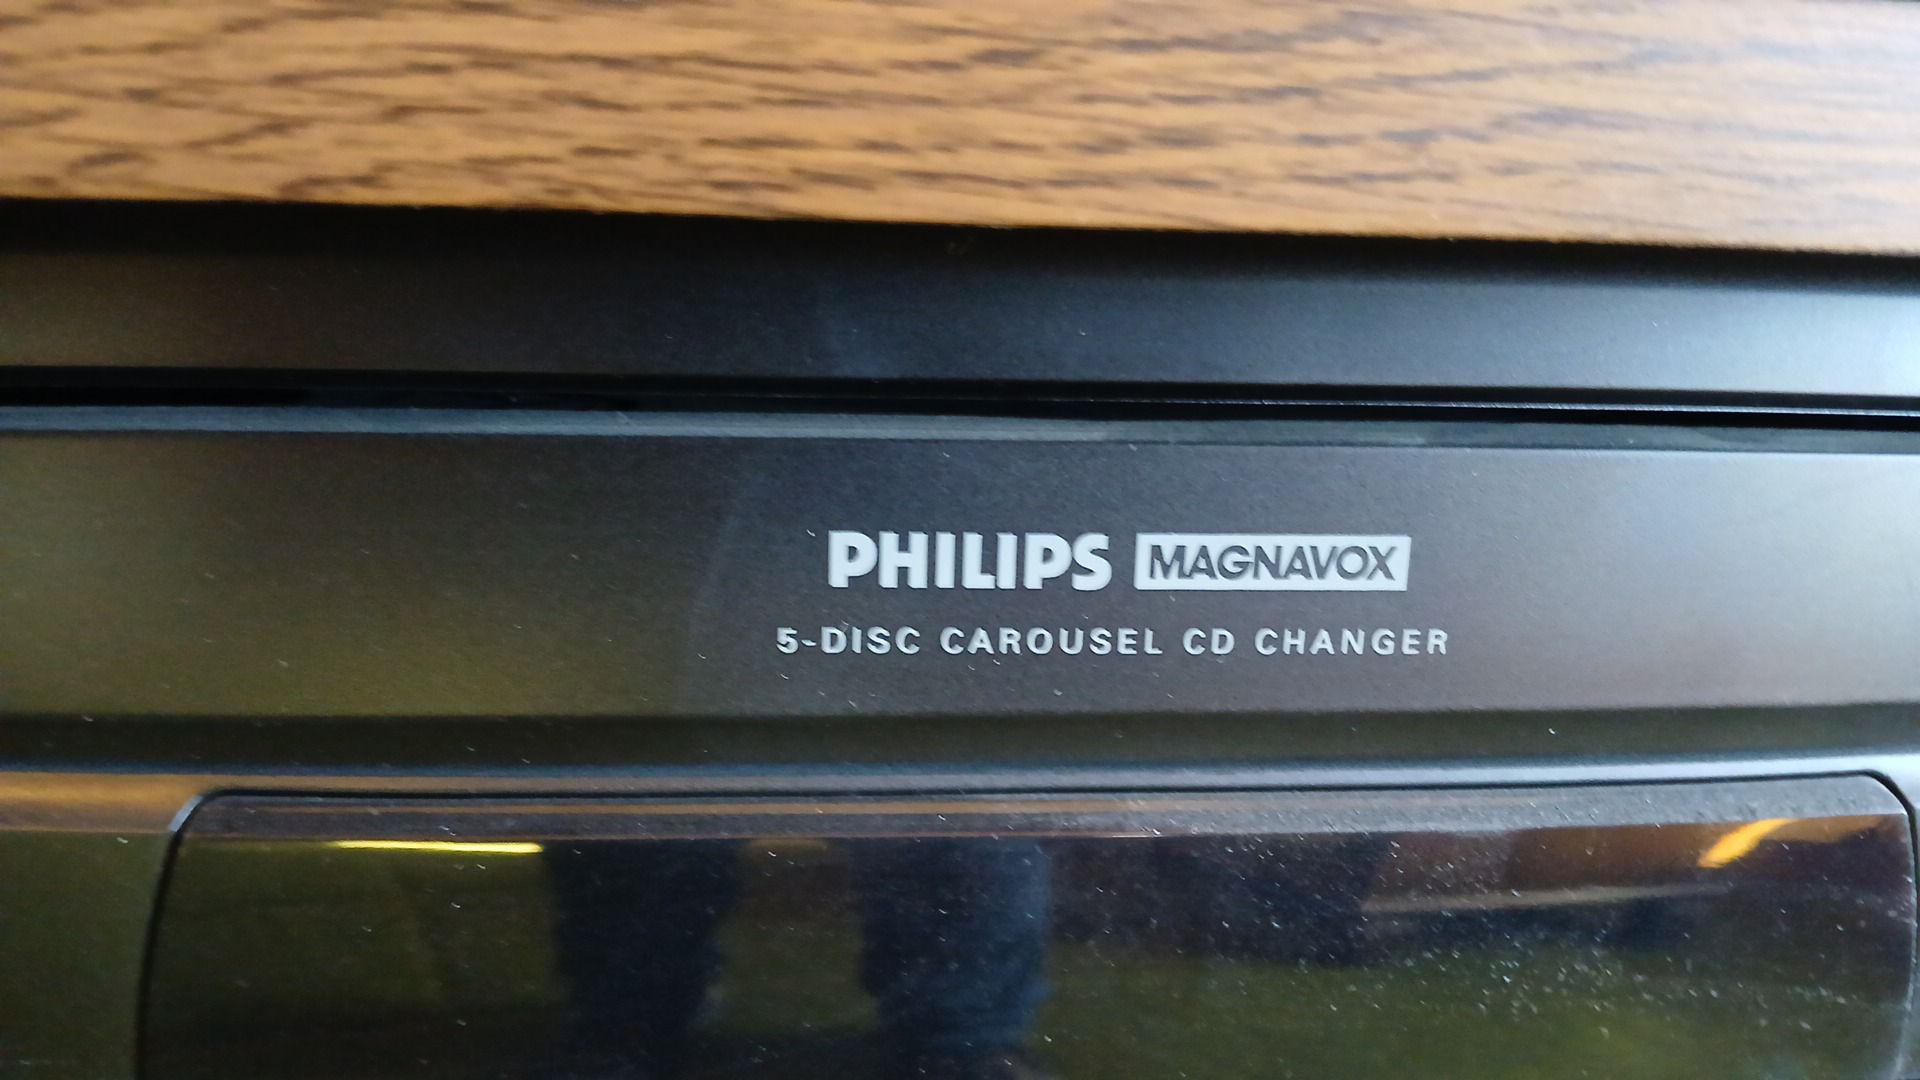 PHILIPS MAGNAVOX
5-DISC CAROUSEL CD CHANGER